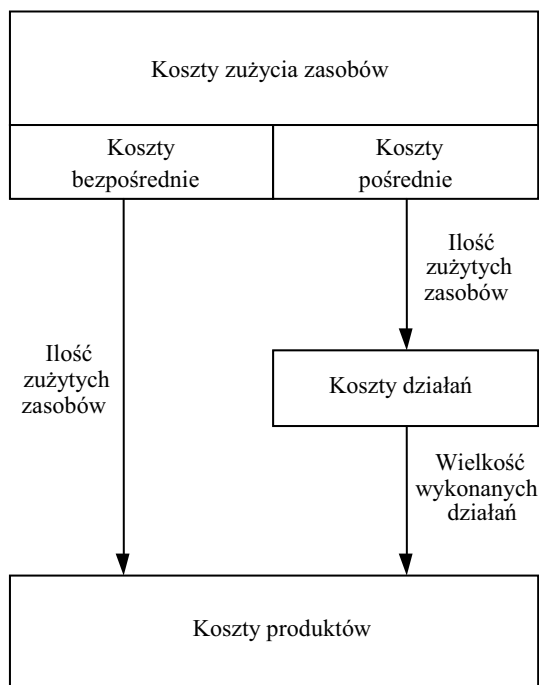 Koszty zużycia zasobów
Koszty
bezpośrednie
Koszty
pośrednie
Ilość
zużytych
zasobów
Ilość
zużytych
zasobów
Koszty działań
Wielkość
wykonanych
działań
Koszty produktów